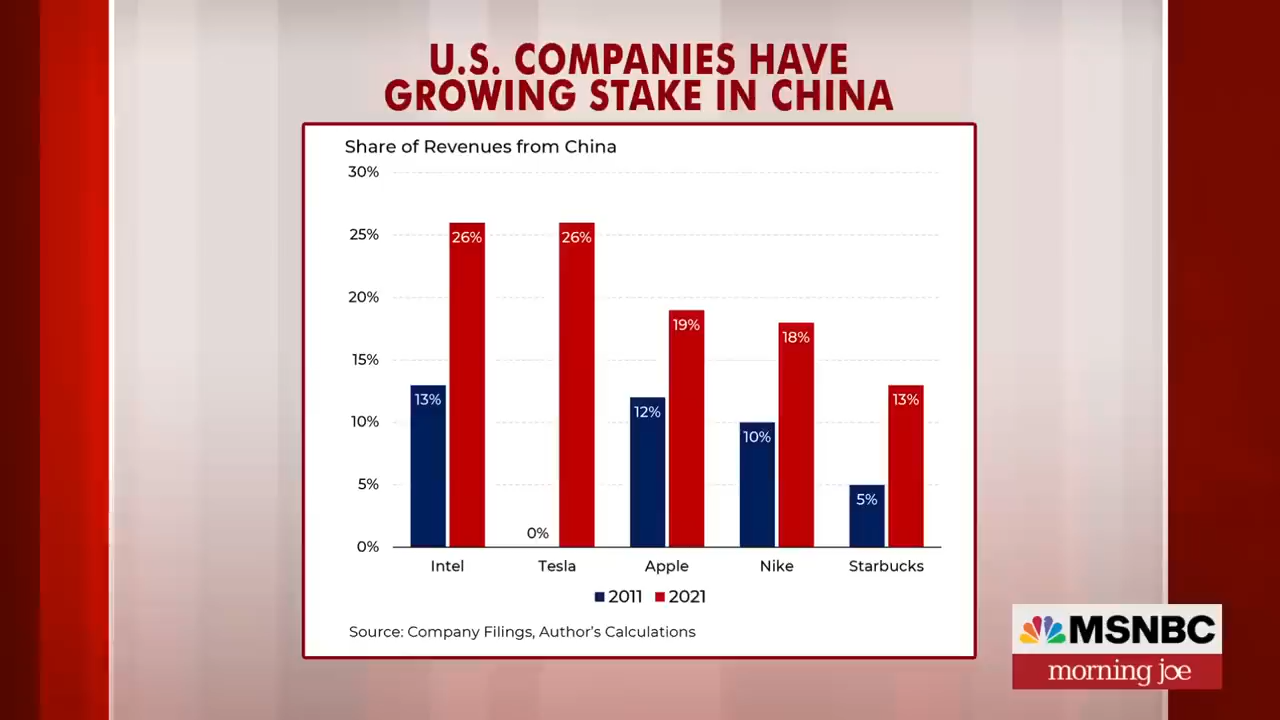 U.S. COMPANIES HAVE
GROWING STAKE IN CHINA
Share of Revenues from China
30%
25%
20%
15%
10%
5%
0%
13%
26%
0%
26%
12%
19%
10%
18%
5%
13%
Intel
Tesla
Apple
Nike
Starbucks
2011
2021
Source: Company Filings, Author's Calculations
MSNBC
morning joe